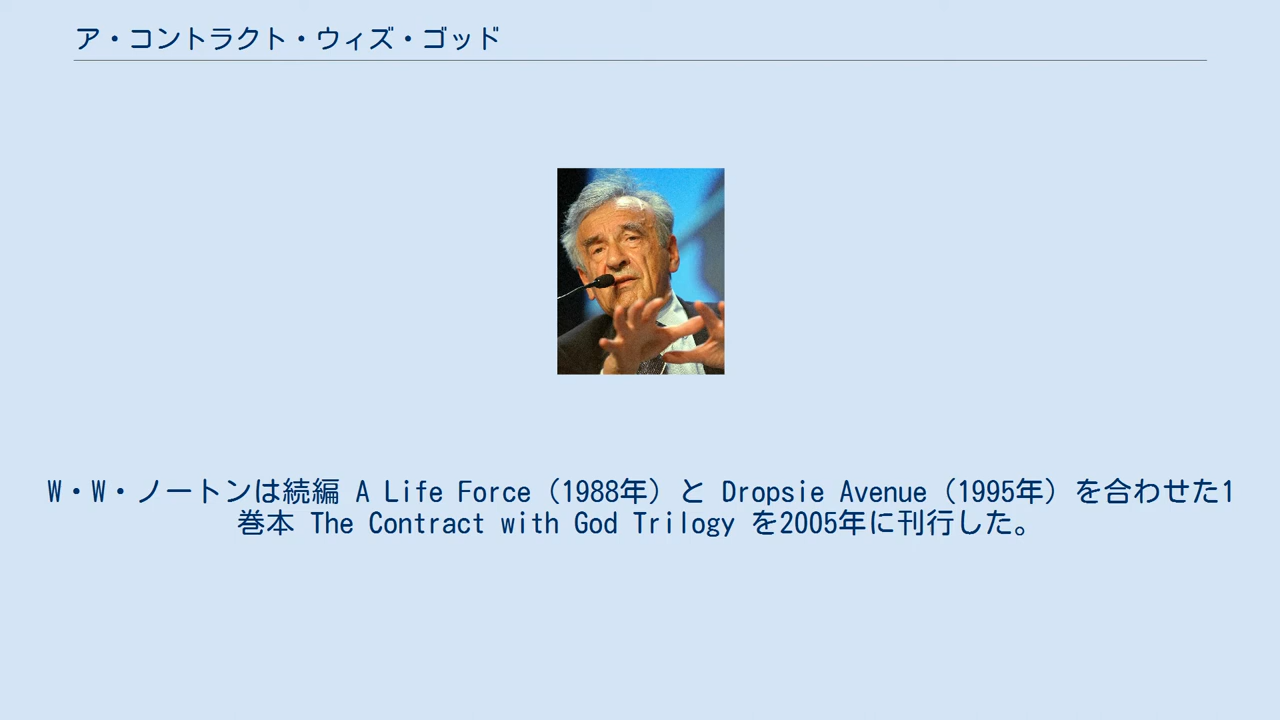 ア・コントラクト・ウィズ・ゴッド
W・W・ノートンは続編 A Life Force（1988年）と Dropsie Avenue（1995年）を合わせた1
巻本 The Contract with God Trilogy を2005年に刊行した。